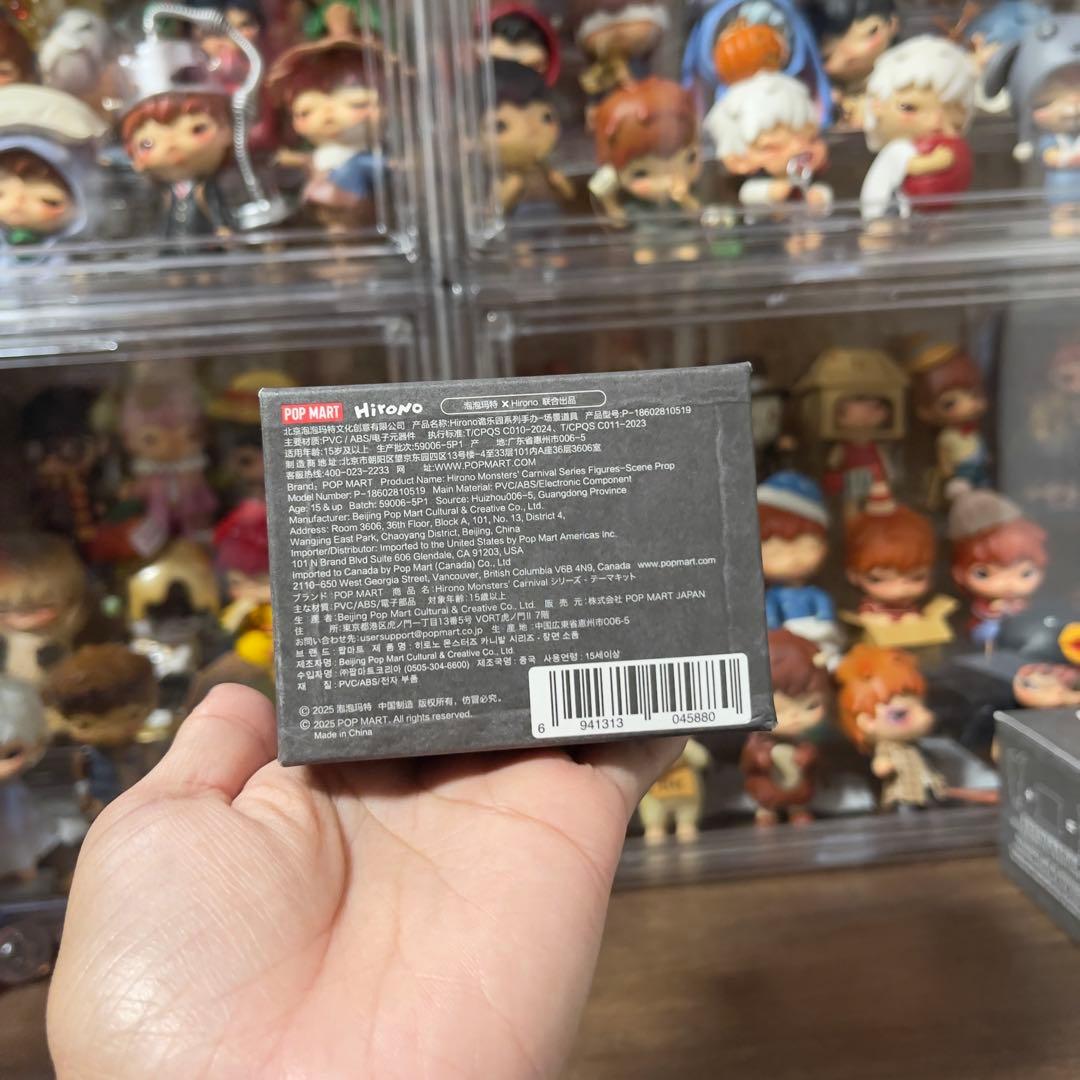 POP MART Hirono 泡泡玛特 × Hirono 联合出品
北京泡泡玛特文化创意有限公司 产品名称:Hirono诡乐园系列手办-场景道具 产品型号:P-18602810519
主要材质:PVC/ABS/电子元器件 执行标准:T/CPQS C010-2024、T/CPQS C011-2023
适用年龄:15岁及以上 生产批次:59006-5P1 产 地:广东省惠州市006-5
制造商地址:北京市朝阳区望京东园四区13号楼-4至33层101内A座36层3606室
客服热线:400-023-2233 网 址:WWW.POPMART.COM
Brand: POP MART Product Name: Hirono Monsters' Carnival Series Figures-Scene Prop
Model Number: P-18602810519 Main Material: PVC/ABS/Electronic Component
Age: 15 & up Batch: 59006-5P1 Source: Huizhou006-5, Guangdong Province
Manufacturer: Beijing Pop Mart Cultural & Creative Co., Ltd.
Address: Room 3606, 36th Floor, Block A, 101, No. 13, District 4,
Wangjing East Park, Chaoyang District, Beijing, China
Importer/Distributor: Imported to the United States by Pop Mart Americas Inc.
101 N Brand Blvd Suite 606 Glendale, CA 91203, USA
Imported to Canada by Pop Mart (Canada) Co., Ltd
2110-650 West Georgia Street, Vancouver, British Columbia V6B 4N9, Canada www.popmart.com
ブランド:POP MART 商品名:Hirono Monsters' Carnival シリーズ・テーマキット
主な材質:PVC/ABS/電子部品 対象年齢:15歳以上
生産者:Beijing Pop Mart Cultural & Creative Co., Ltd. 販売元:株式会社 POP MART JAPAN
住 所:東京都港区虎ノ門一丁目13番5号 VORT虎ノ門II 7階
お問い合わせ先:usersupport@popmart.co.jp 生産地:中国広東省惠州市006-5
브랜드:팝마트 제품명:히로노 몬스터즈 카니발 시리즈·장면 소품
제조자명:Beijing Pop Mart Cultural & Creative Co., Ltd.
수입자명:㈜팝마트코리아 (0505-304-6600) 제조국명:중국 사용연령:15세이상
재 질:PVC/ABS/전자 부품
© 2025 泡泡玛特 中国制造 版权所有,仿冒必究。
© 2025 POP MART. All rights reserved.
Made in China
6 941313 045880